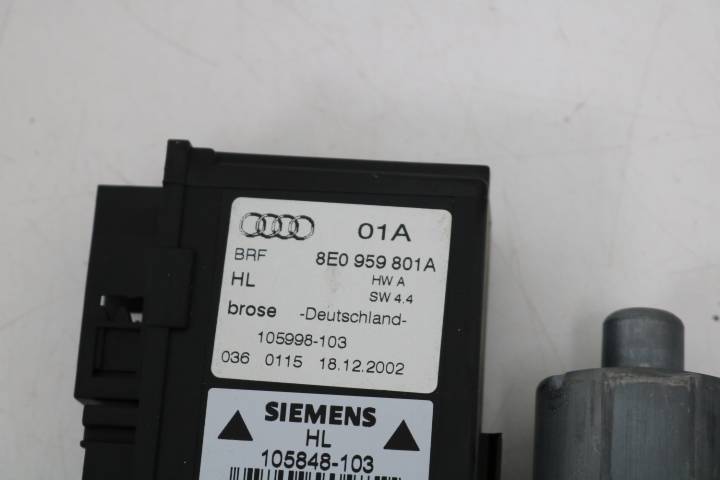 01A
BRF 8E0 959 801A
HL HW A
SW 4.4
brose -Deutschland-
105998-103
036 0115 18.12.2002
SIEMENS
HL
105848-103